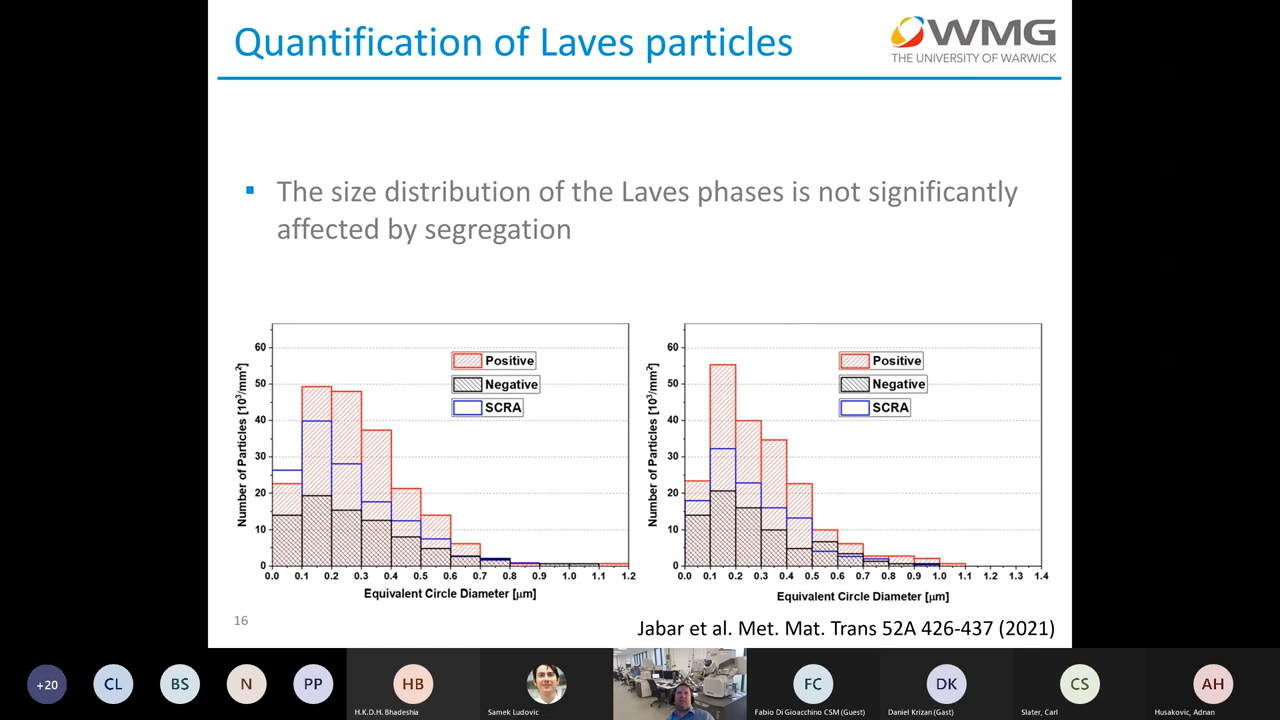 Quantification of Laves particles
WMG
THE UNIVERSITY OF WARWICK
▪ The size distribution of the Laves phases is not significantly
affected by segregation
Number of Particles [10³/mm²]
60
50
40
30
20
10
0
Positive
Negative
SCRA
0.0 0.1 0.2 0.3 0.4 0.5 0.6 0.7 0.8 0.9 1.0 1.1 1.2
Equivalent Circle Diameter [μm]
Number of Particles [10³/mm²]
60
50
40
30
20
10
0
Positive
Negative
SCRA
0.0 0.1 0.2 0.3 0.4 0.5 0.6 0.7 0.8 0.9 1.0 1.1 1.2 1.3 1.4
Equivalent Circle Diameter [μm]
16
Jabar et al. Met. Mat. Trans 52A 426-437 (2021)
+20 CL BS N PP HB FC DK CS AH
H.K.D.H. Bhadeshia Samek Ludovic Fabio Di Gioacchino CSM (Guest) Daniel Krizan (Gast) Slater, Carl Husakovic, Adnan